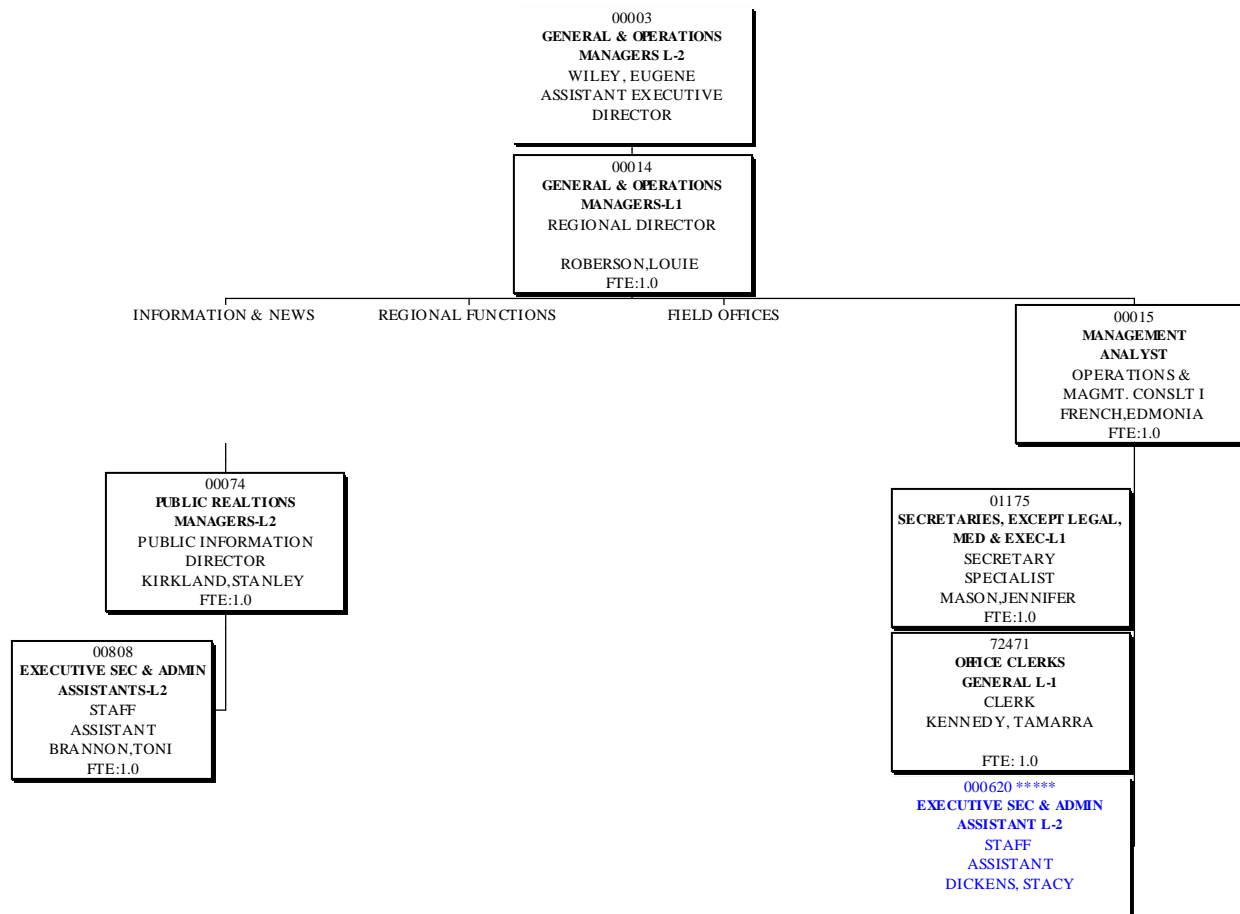 00003
GENERAL & OPERATIONS
MANAGERS L-2
WILEY, EUGENE
ASSISTANT EXECUTIVE
DIRECTOR
00014
GENERAL & OPERATIONS
MANAGERS-L1
REGIONAL DIRECTOR
ROBERSON,LOUIE
FTE:1.0
INFORMATION & NEWS
REGIONAL FUNCTIONS
FIELD OFFICES
00015
MANAGEMENT
ANALYST
OPERATIONS &
MAGMT. CONSLT I
FRENCH,EDMONIA
FTE:1.0
00074
PUBLIC REALTIONS
MANAGERS-L2
PUBLIC INFORMATION
DIRECTOR
KIRKLAND,STANLEY
FTE:1.0
00808
EXECUTIVE SEC & ADMIN
ASSISTANTS-L2
STAFF
ASSISTANT
BRANNON,TONI
FTE:1.0
01175
SECRETARIES, EXCEPT LEGAL,
MED & EXEC-L1
SECRETARY
SPECIALIST
MASON,JENNIFER
FTE:1.0
72471
OFFICE CLERKS
GENERAL L-1
CLERK
KENNEDY, TAMARRA
FTE: 1.0
000620 *****
EXECUTIVE SEC & ADMIN
ASSISTANT L-2
STAFF
ASSISTANT
DICKENS, STACY